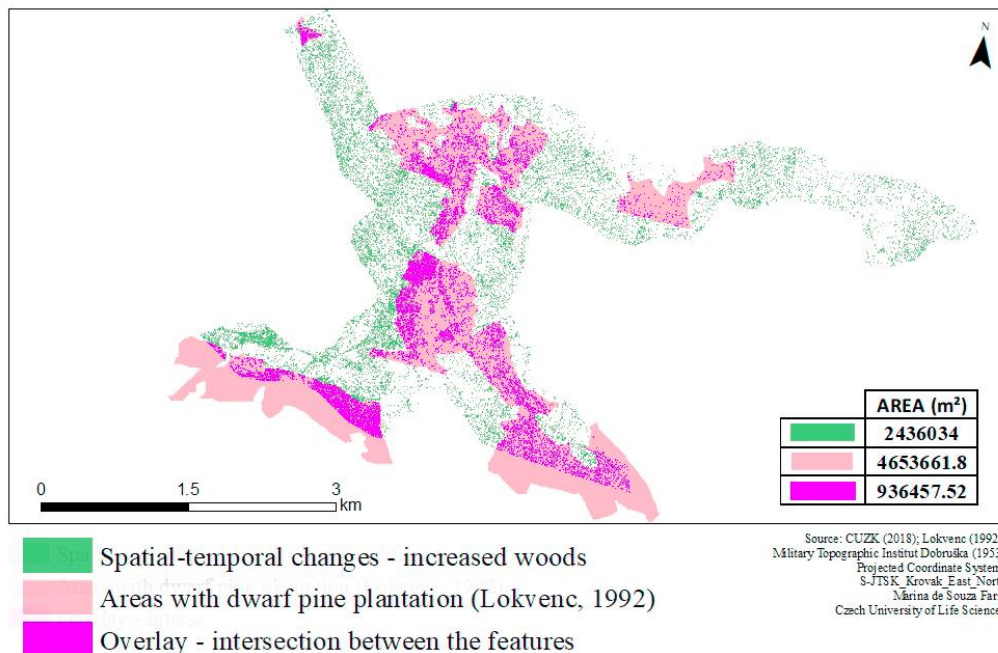 N
AREA (m²)
2436034
4653661.8
936457.52
0 1.5 3
km
Spatial-temporal changes - increased woods
Areas with dwarf pine plantation (Lokvenc, 1992)
Overlay - intersection between the features
Source: CUZK (2018); Lokvenc (1992
Military Topographic Institut Dobruška (1953
Projected Coordinate System
S-JTSK_Krovak_East_Nort
Marina de Souza Far
Czech University of Life Science